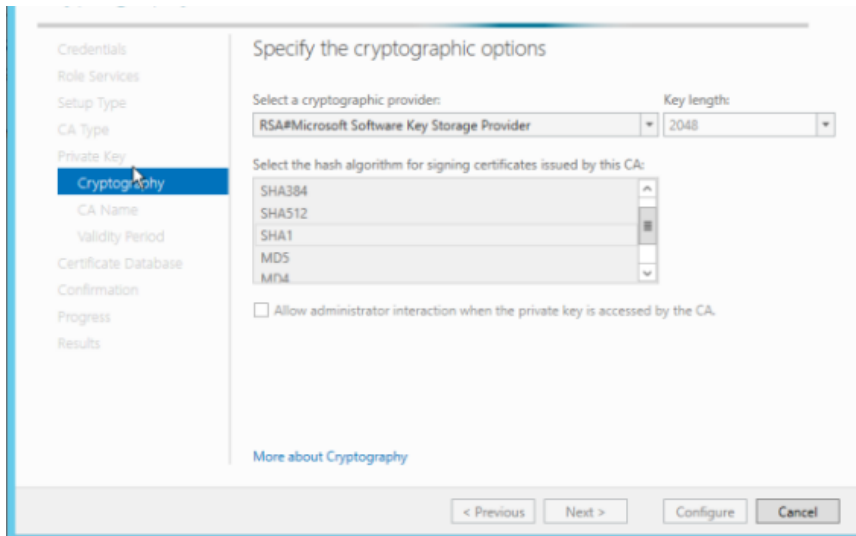 Credentials
Role Services
Setup Type
CA Type
Private Key
Cryptography
CA Name
Validity Period
Certificate Database
Confirmation
Progress
Results
Specify the cryptographic options
Select a cryptographic provider: Key length:
RSA#Microsoft Software Key Storage Provider 2048
Select the hash algorithm for signing certificates issued by this CA:
SHA384
SHA512
SHA1
MD5
MD4
Allow administrator interaction when the private key is accessed by the CA.
More about Cryptography
< Previous Next > Configure Cancel